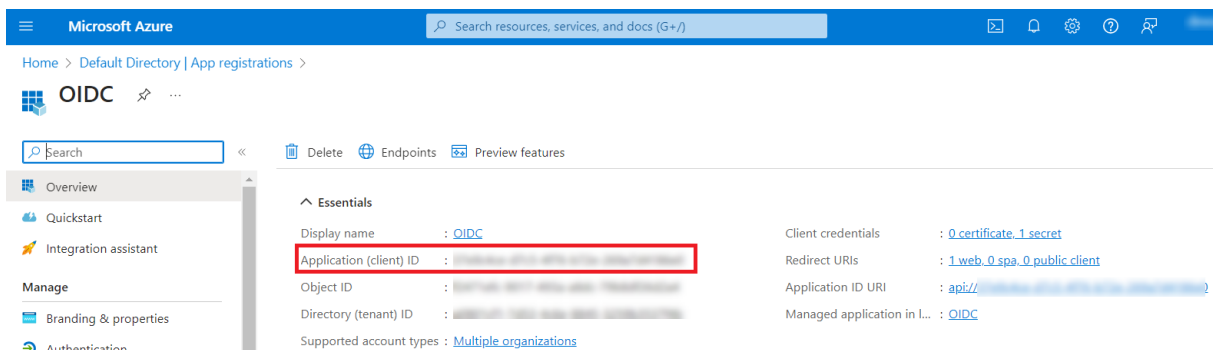 Microsoft Azure
Search resources, services, and docs (G+/)
Home > Default Directory | App registrations >
OIDC ...
Search «
Delete Endpoints Preview features
Overview
Quickstart
Integration assistant
Manage
Branding & properties
Authentication
Essentials
Display name : OIDC
Application (client) ID :
Object ID :
Directory (tenant) ID :
Supported account types : Multiple organizations
Client credentials : 0 certificate, 1 secret
Redirect URIs : 1 web, 0 spa, 0 public client
Application ID URI : api://
Managed application in l... : OIDC